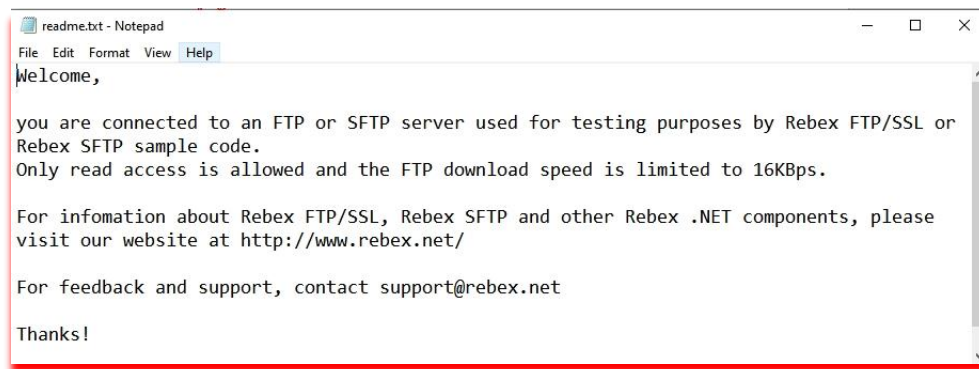 readme.txt - Notepad
File Edit Format View Help
Welcome,
you are connected to an FTP or SFTP server used for testing purposes by Rebex FTP/SSL or
Rebex SFTP sample code.
Only read access is allowed and the FTP download speed is limited to 16KBps.
For infomation about Rebex FTP/SSL, Rebex SFTP and other Rebex .NET components, please
visit our website at http://www.rebex.net/
For feedback and support, contact support@rebex.net
Thanks!